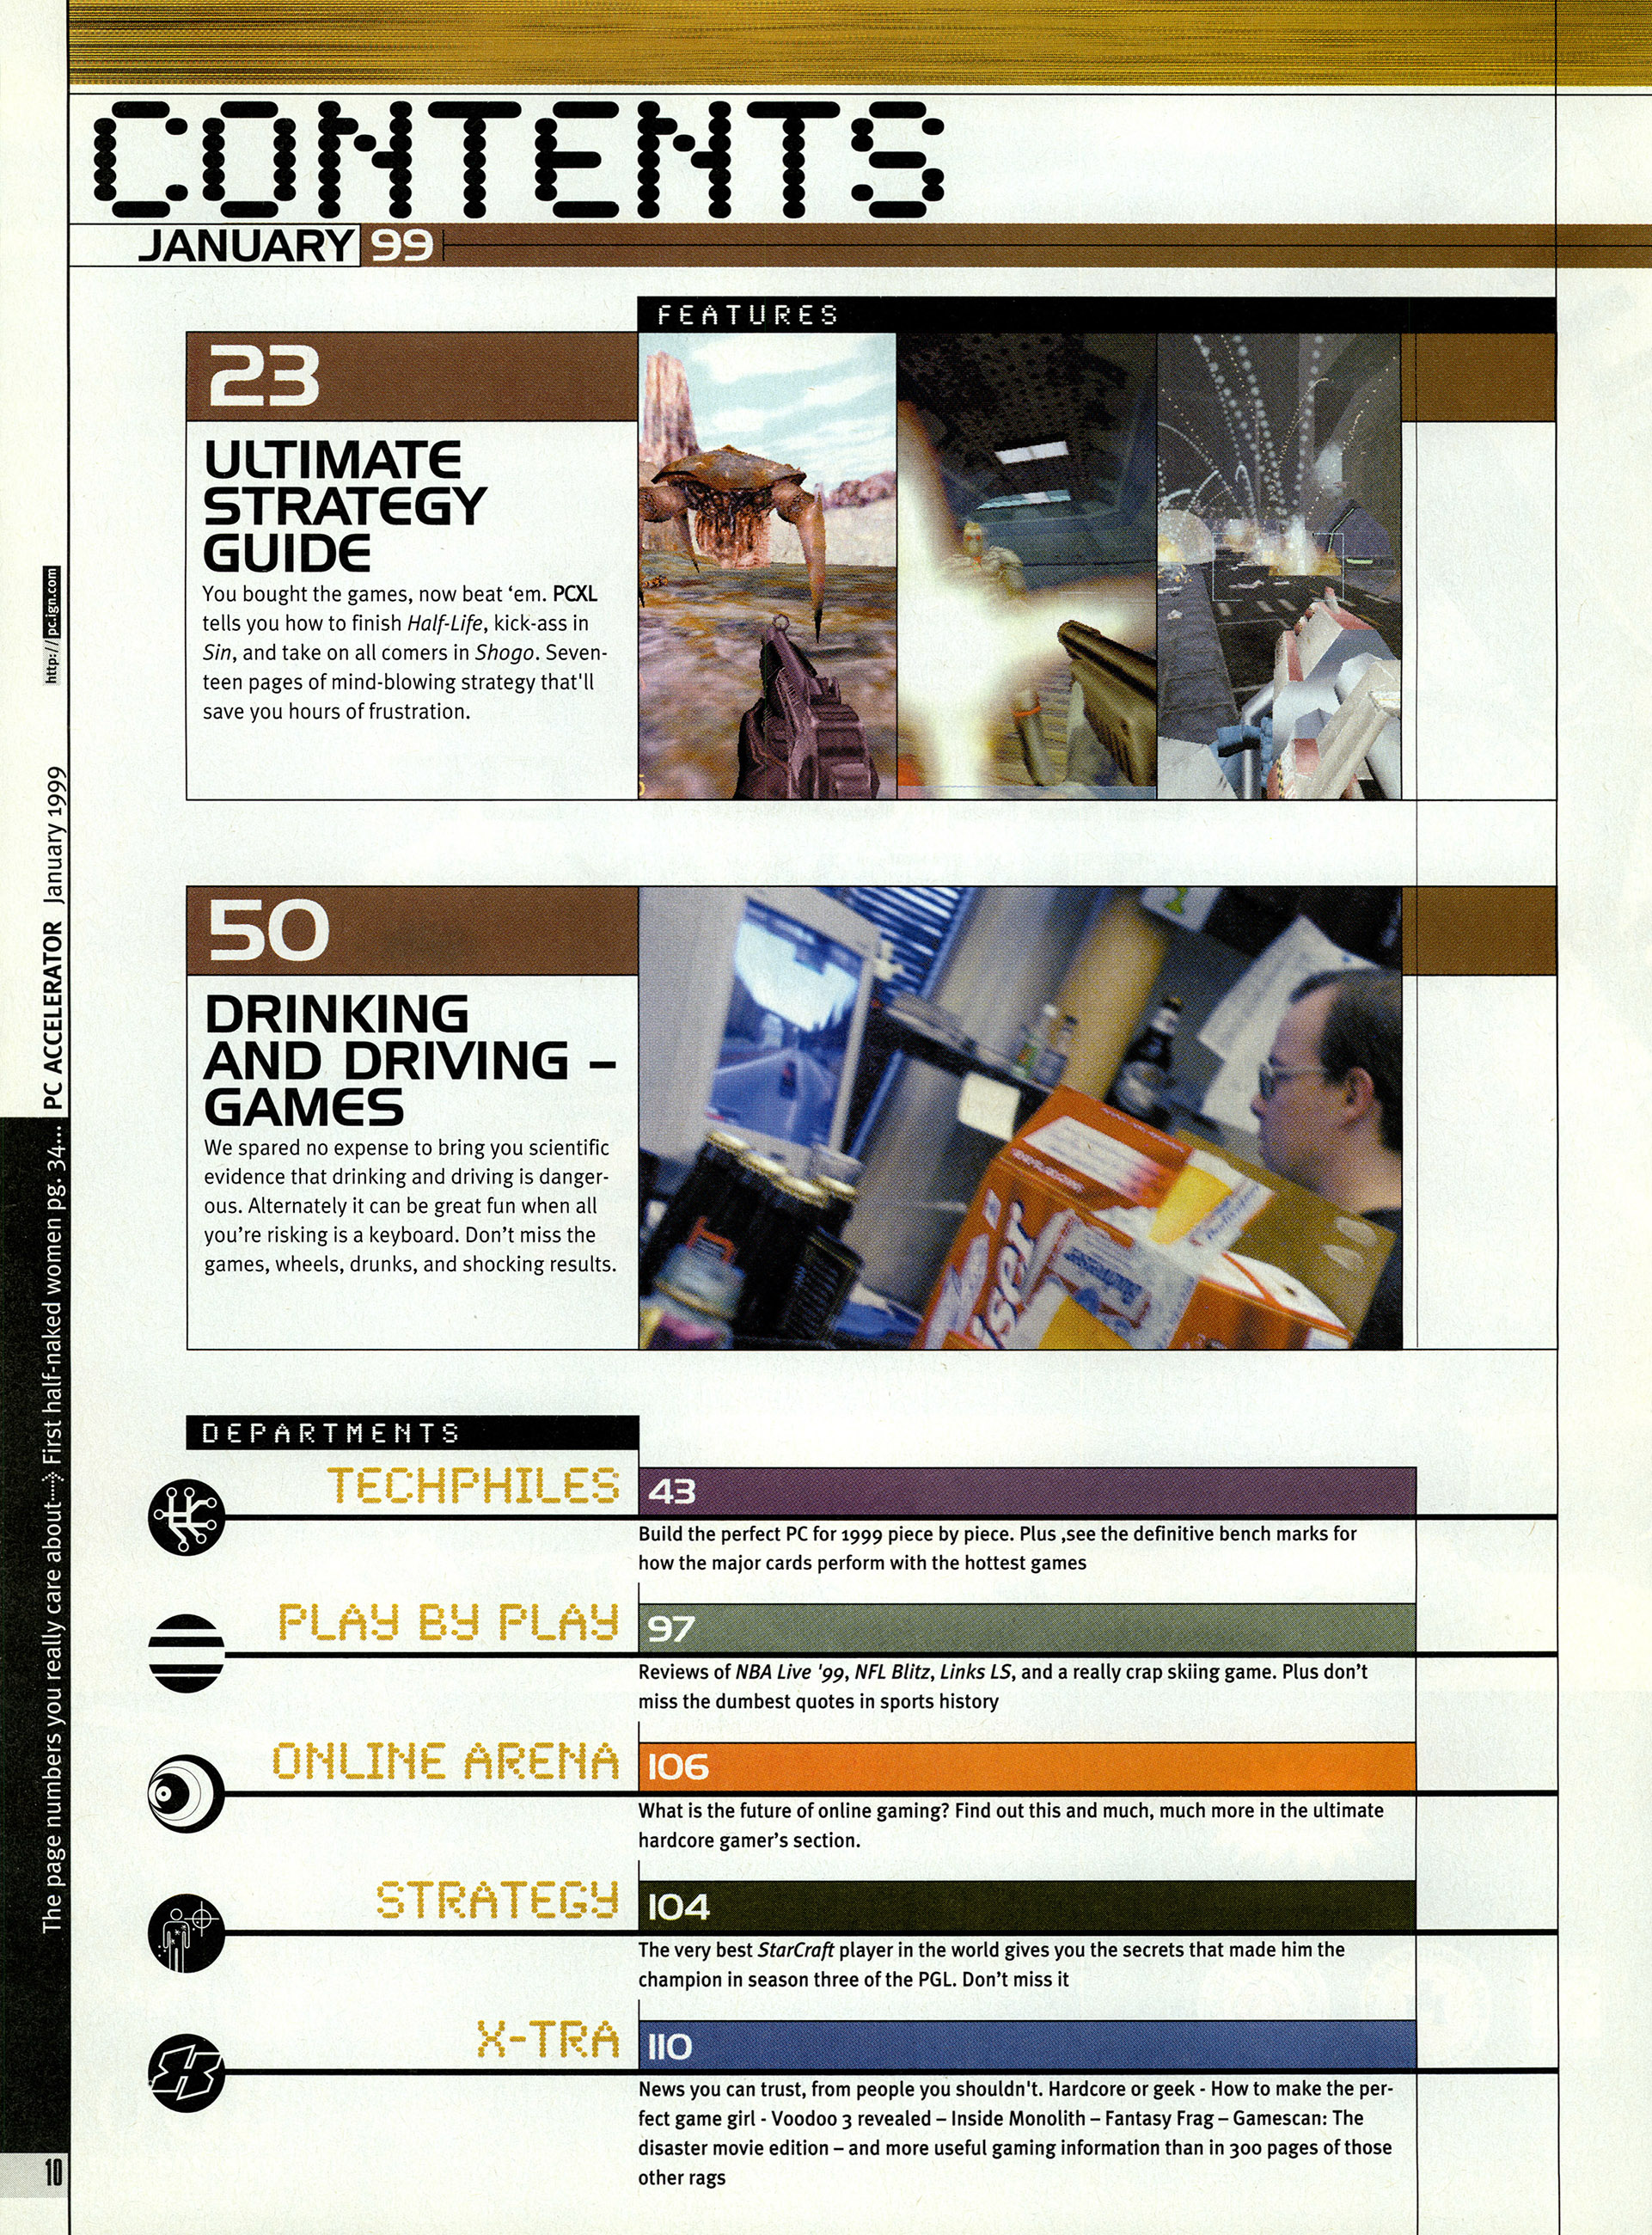 CONTENTS
JANUARY 99
FEATURES
23
ULTIMATE
STRATEGY
GUIDE
You bought the games, now beat ‘em. PCXL
tells you how to finish Half-Life, kick-ass in
Sin, and take on all comers in Shogo. Seven-
teen pages of mind-blowing strategy that'll
save you hours of frustration.
50
DRINKING
AND DRIVING –
GAMES
We spared no expense to bring you scientific
evidence that drinking and driving is danger-
ous. Alternately it can be great fun when all
you’re risking is a keyboard. Don’t miss the
games, wheels, drunks, and shocking results.
DEPARTMENTS
TECHPHILES 43
Build the perfect PC for 1999 piece by piece. Plus ,see the definitive bench marks for
how the major cards perform with the hottest games
PLAY BY PLAY 97
Reviews of NBA Live '99, NFL Blitz, Links LS, and a really crap skiing game. Plus don’t
miss the dumbest quotes in sports history
ONLINE ARENA 106
What is the future of online gaming? Find out this and much, much more in the ultimate
hardcore gamer’s section.
STRATEGY 104
The very best StarCraft player in the world gives you the secrets that made him the
champion in season three of the PGL. Don’t miss it
X-TRA 110
News you can trust, from people you shouldn't. Hardcore or geek - How to make the per-
fect game girl - Voodoo 3 revealed – Inside Monolith – Fantasy Frag – Gamescan: The
disaster movie edition – and more useful gaming information than in 300 pages of those
other rags
The page numbers you really care about First half-naked women pg. 34... PC ACCELERATOR January 1999 http://pc.ign.com
10